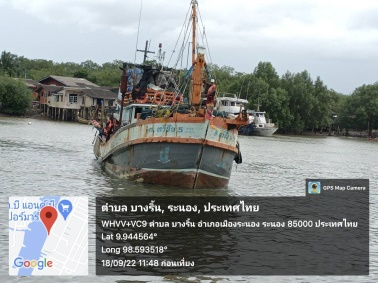 GPS Map Camera
ตำบล บางริ้น, ระนอง, ประเทศไทย
WHVV+VC9 ตำบล บางริ้น อำเภอเมืองระนอง ระนอง 85000 ประเทศไทย
Lat 9.944564°
Long 98.593518°
18/09/22 11:48 ก่อนเที่ยง
Google